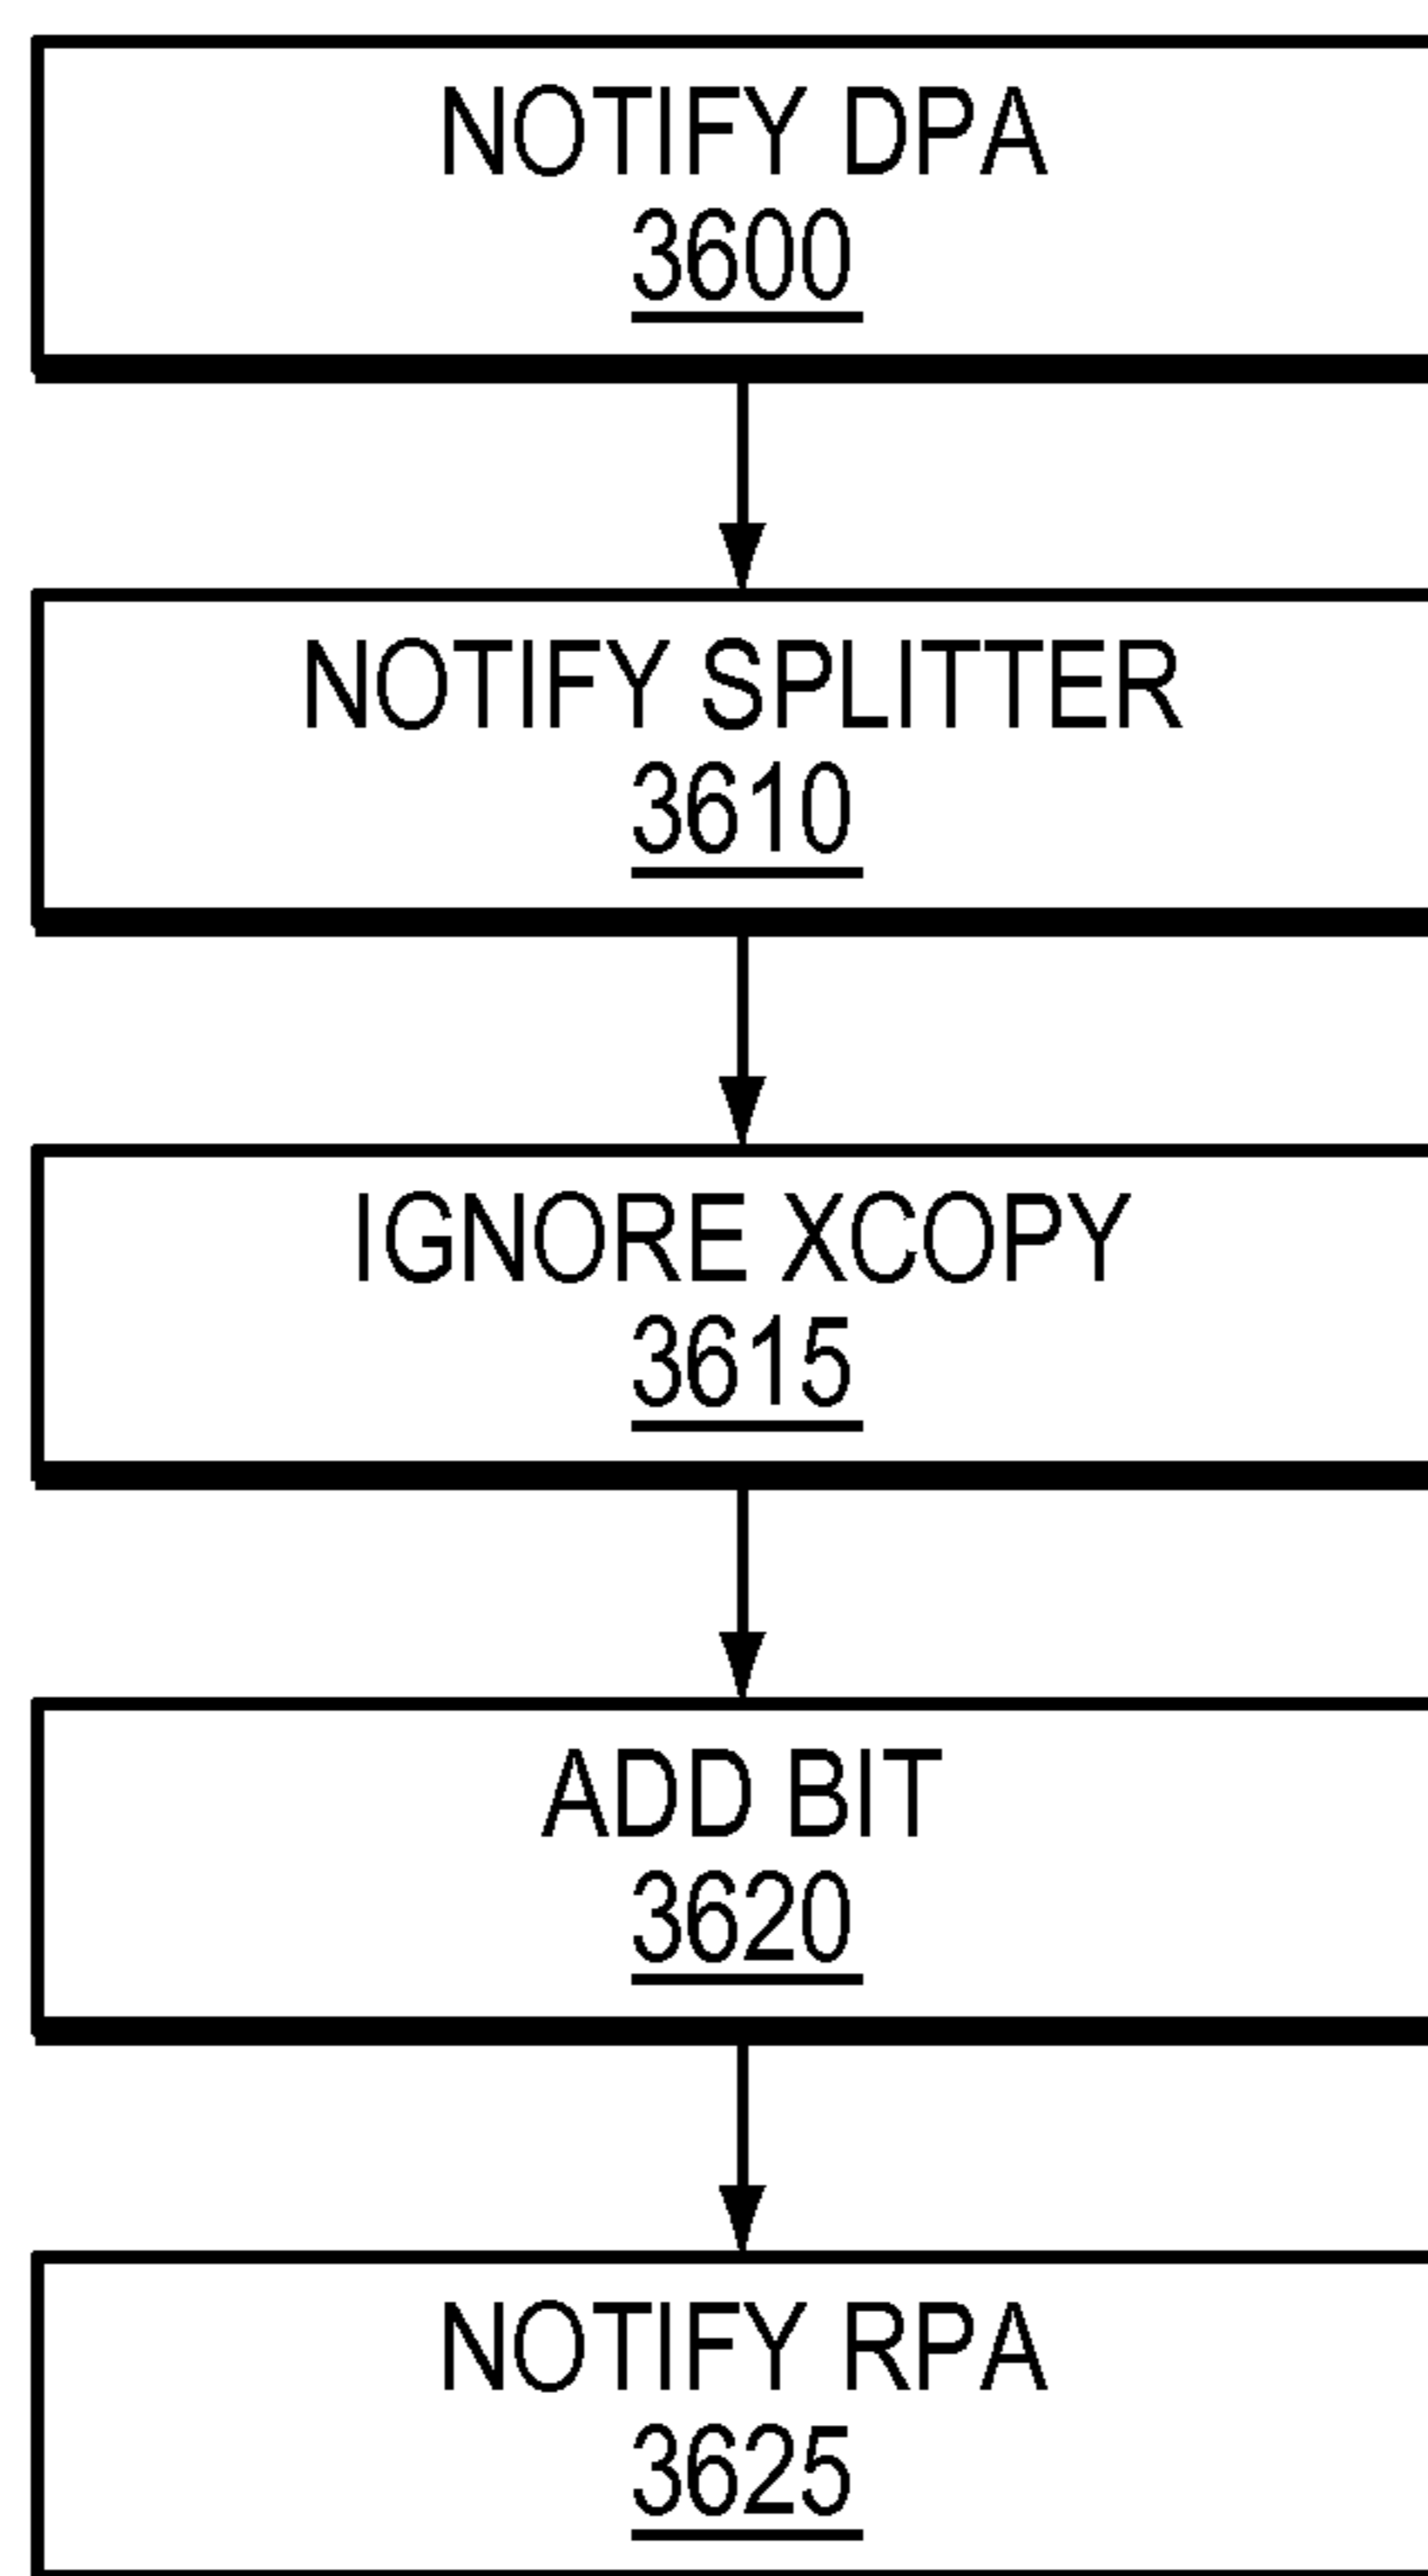 NOTIFY DPA
3600
NOTIFY SPLITTER
3610
IGNORE XCOPY
3615
ADD BIT
3620
NOTIFY RPA
3625